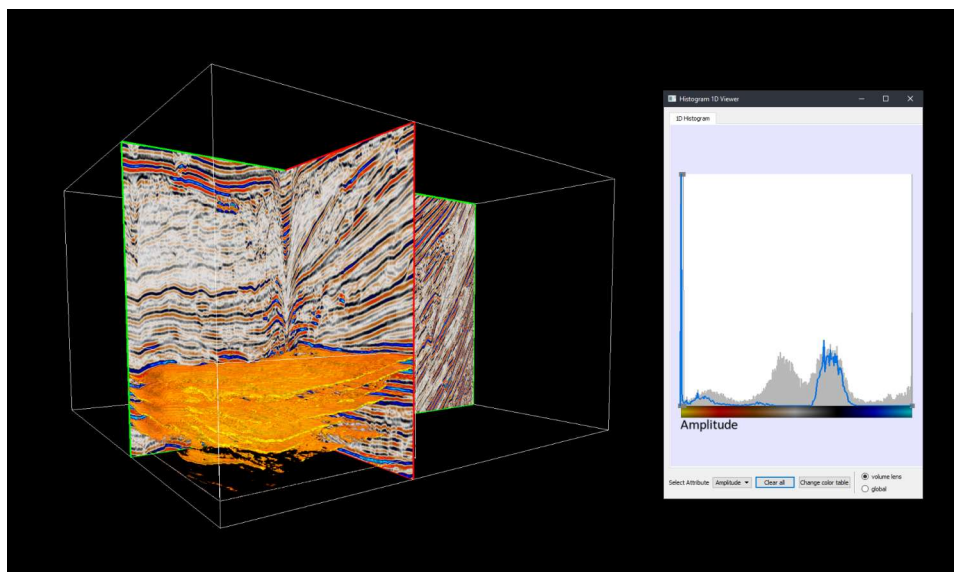 Histogram 1D Viewer
1D Histogram
Amplitude
Select Attribute Amplitude Clear all Change color table volume lens
global